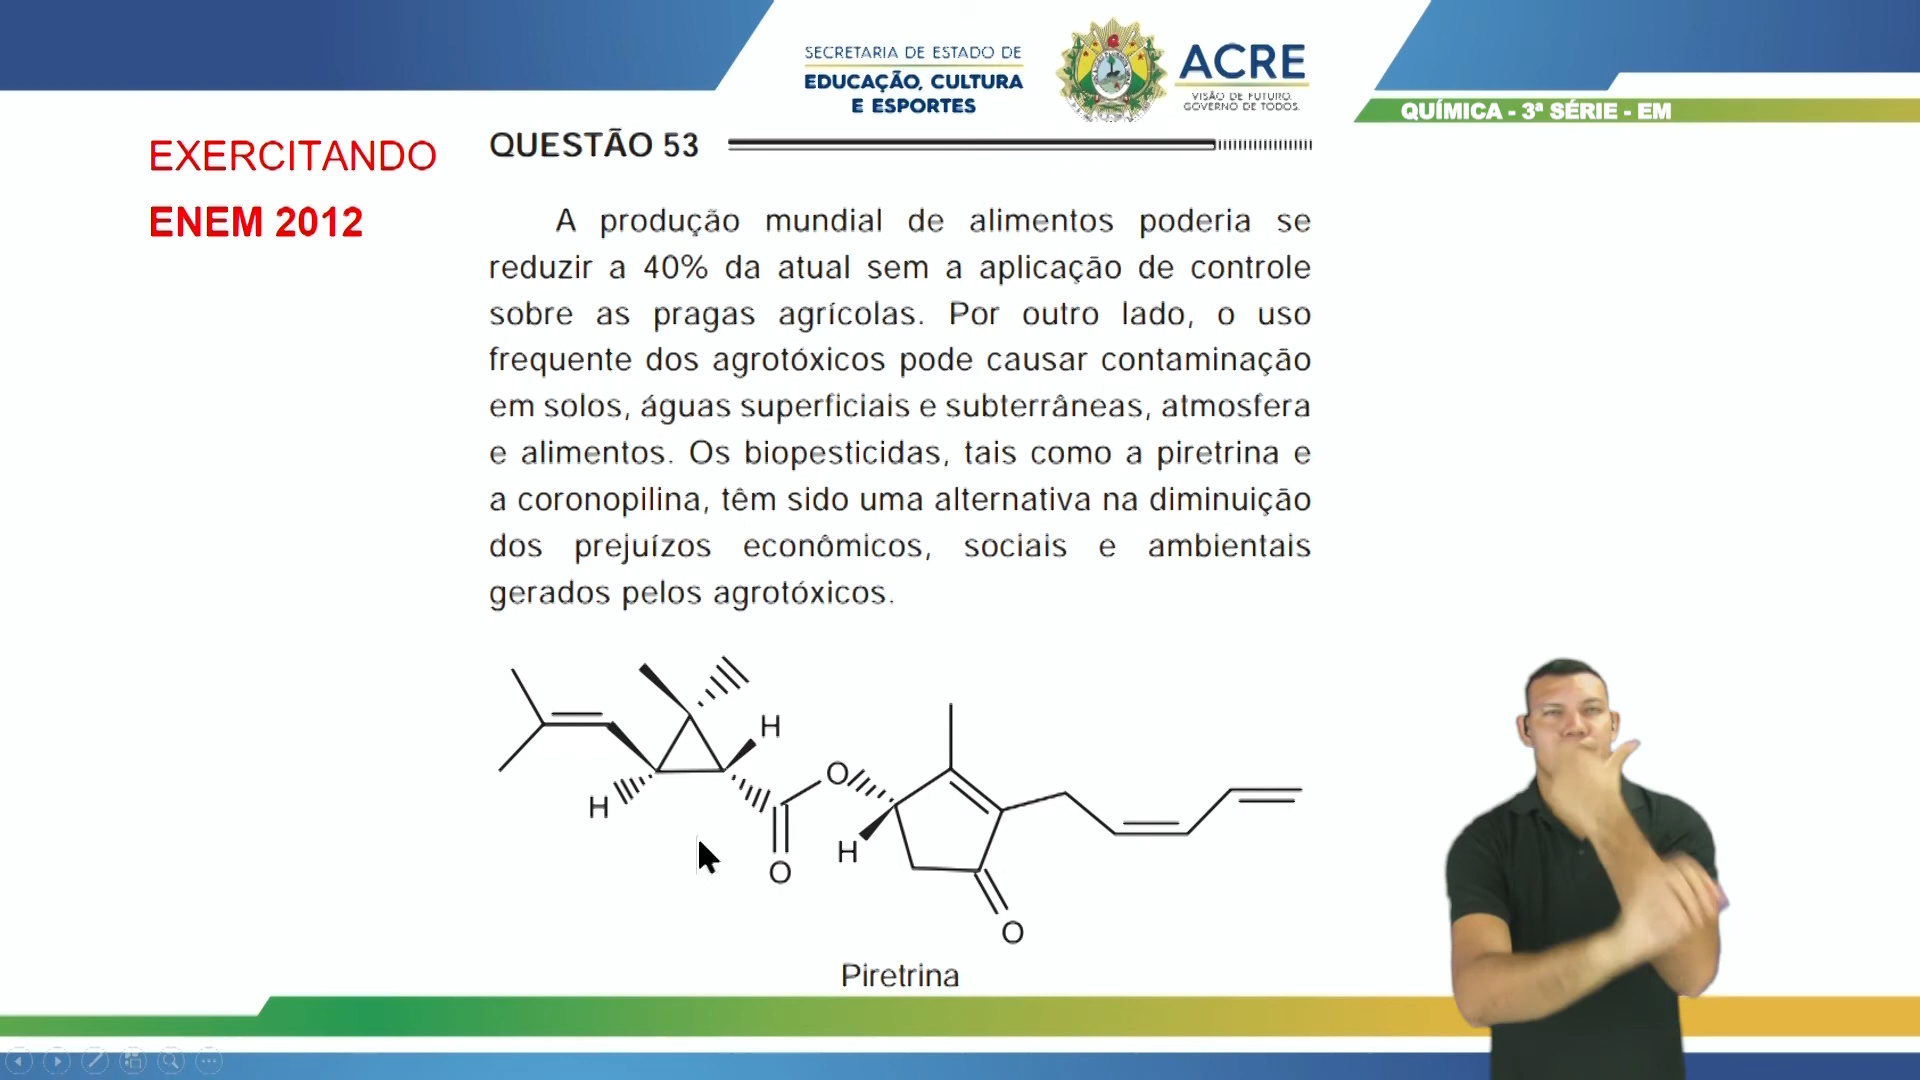 SECRETARIA DE ESTADO DE
EDUCAÇÃO, CULTURA
E ESPORTES
ACRE
VISÃO DE FUTURO.
GOVERNO DE TODOS.
QUÍMICA - 3ª SÉRIE - EM
EXERCITANDO
ENEM 2012
QUESTÃO 53
A produção mundial de alimentos poderia se
reduzir a 40% da atual sem a aplicação de controle
sobre as pragas agrícolas. Por outro lado, o uso
frequente dos agrotóxicos pode causar contaminação
em solos, águas superficiais e subterrâneas, atmosfera
e alimentos. Os biopesticidas, tais como a piretrina e
a coronopilina, têm sido uma alternativa na diminuição
dos prejuízos econômicos, sociais e ambientais
gerados pelos agrotóxicos.
H
O
H
H
O
O
Piretrina